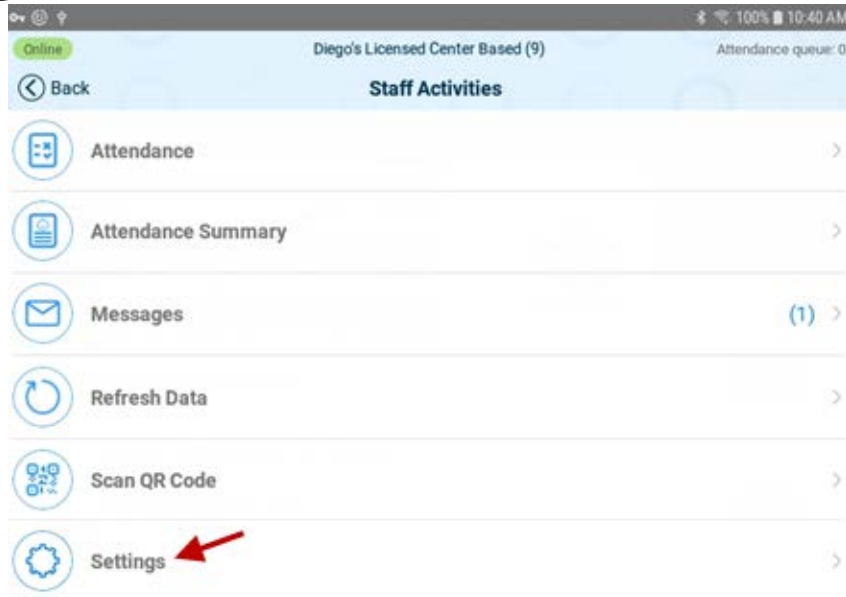 100% 10:40 AM
Online Diego's Licensed Center Based (9) Attendance queue: 0
Back Staff Activities
Attendance
Attendance Summary
Messages (1)
Refresh Data
Scan QR Code
Settings